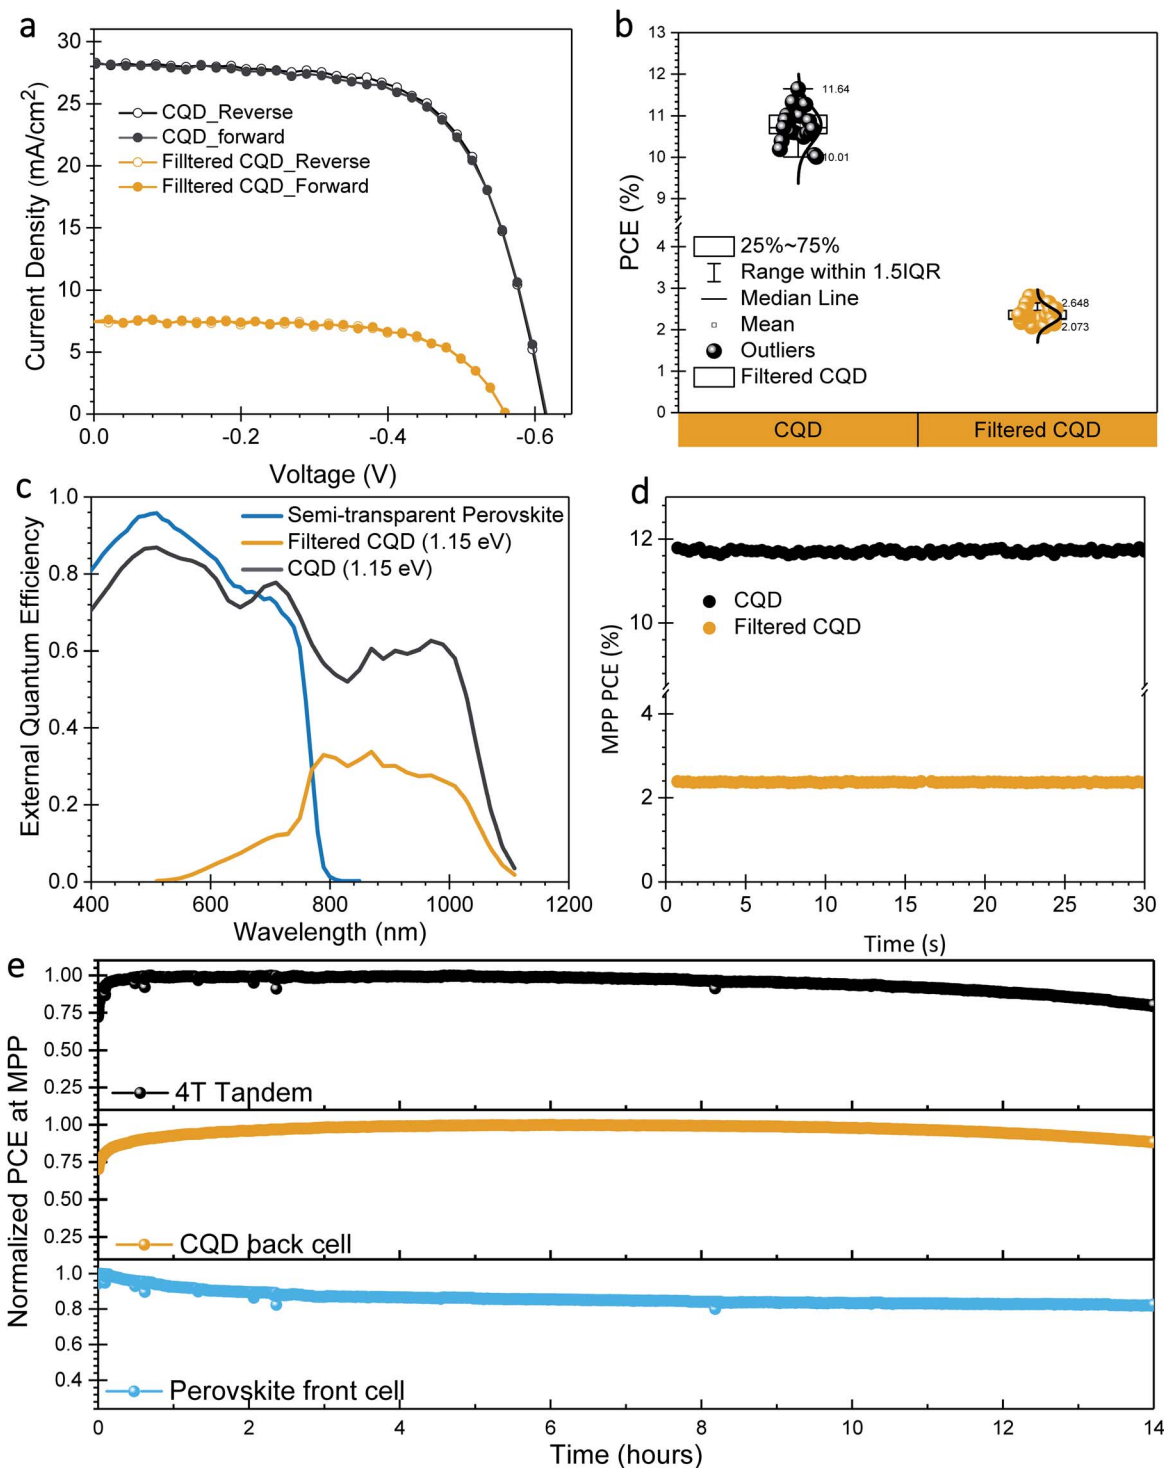 a
30
25
20
15
10
5
0
0.0
-0.2
-0.4
-0.6
Current Density (mA/cm²)
Voltage (V)
CQD_Reverse
CQD_forward
Filltered CQD_Reverse
Filltered CQD_Forward
b
13
12
11
10
9
4
3
2
1
0
PCE (%)
11.64
10.01
2.648
2.073
25%~75%
Range within 1.5IQR
Median Line
Mean
Outliers
Filtered CQD
CQD
Filtered CQD
c
1.0
0.8
0.6
0.4
0.2
0.0
400
600
800
1000
1200
External Quantum Efficiency
Wavelength (nm)
Semi-transparent Perovskite
Filtered CQD (1.15 eV)
CQD (1.15 eV)
d
12
10
4
2
0
0
5
10
15
20
25
30
MPP PCE (%)
Time (s)
CQD
Filtered CQD
e
Normalized PCE at MPP
1.00
0.75
0.50
0.25
4T Tandem
1.00
0.75
0.50
0.25
CQD back cell
1.0
0.8
0.6
0.4
Perovskite front cell
0
2
4
6
8
10
12
14
Time (hours)